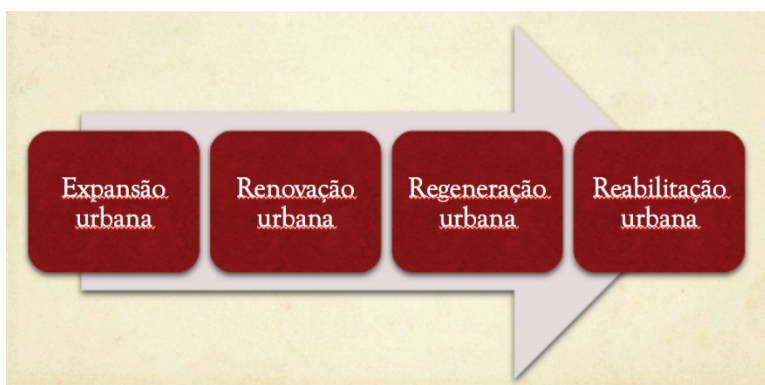 Expansão
urbana
Renovação
urbana
Regeneração
urbana
Reabilitação
urbana